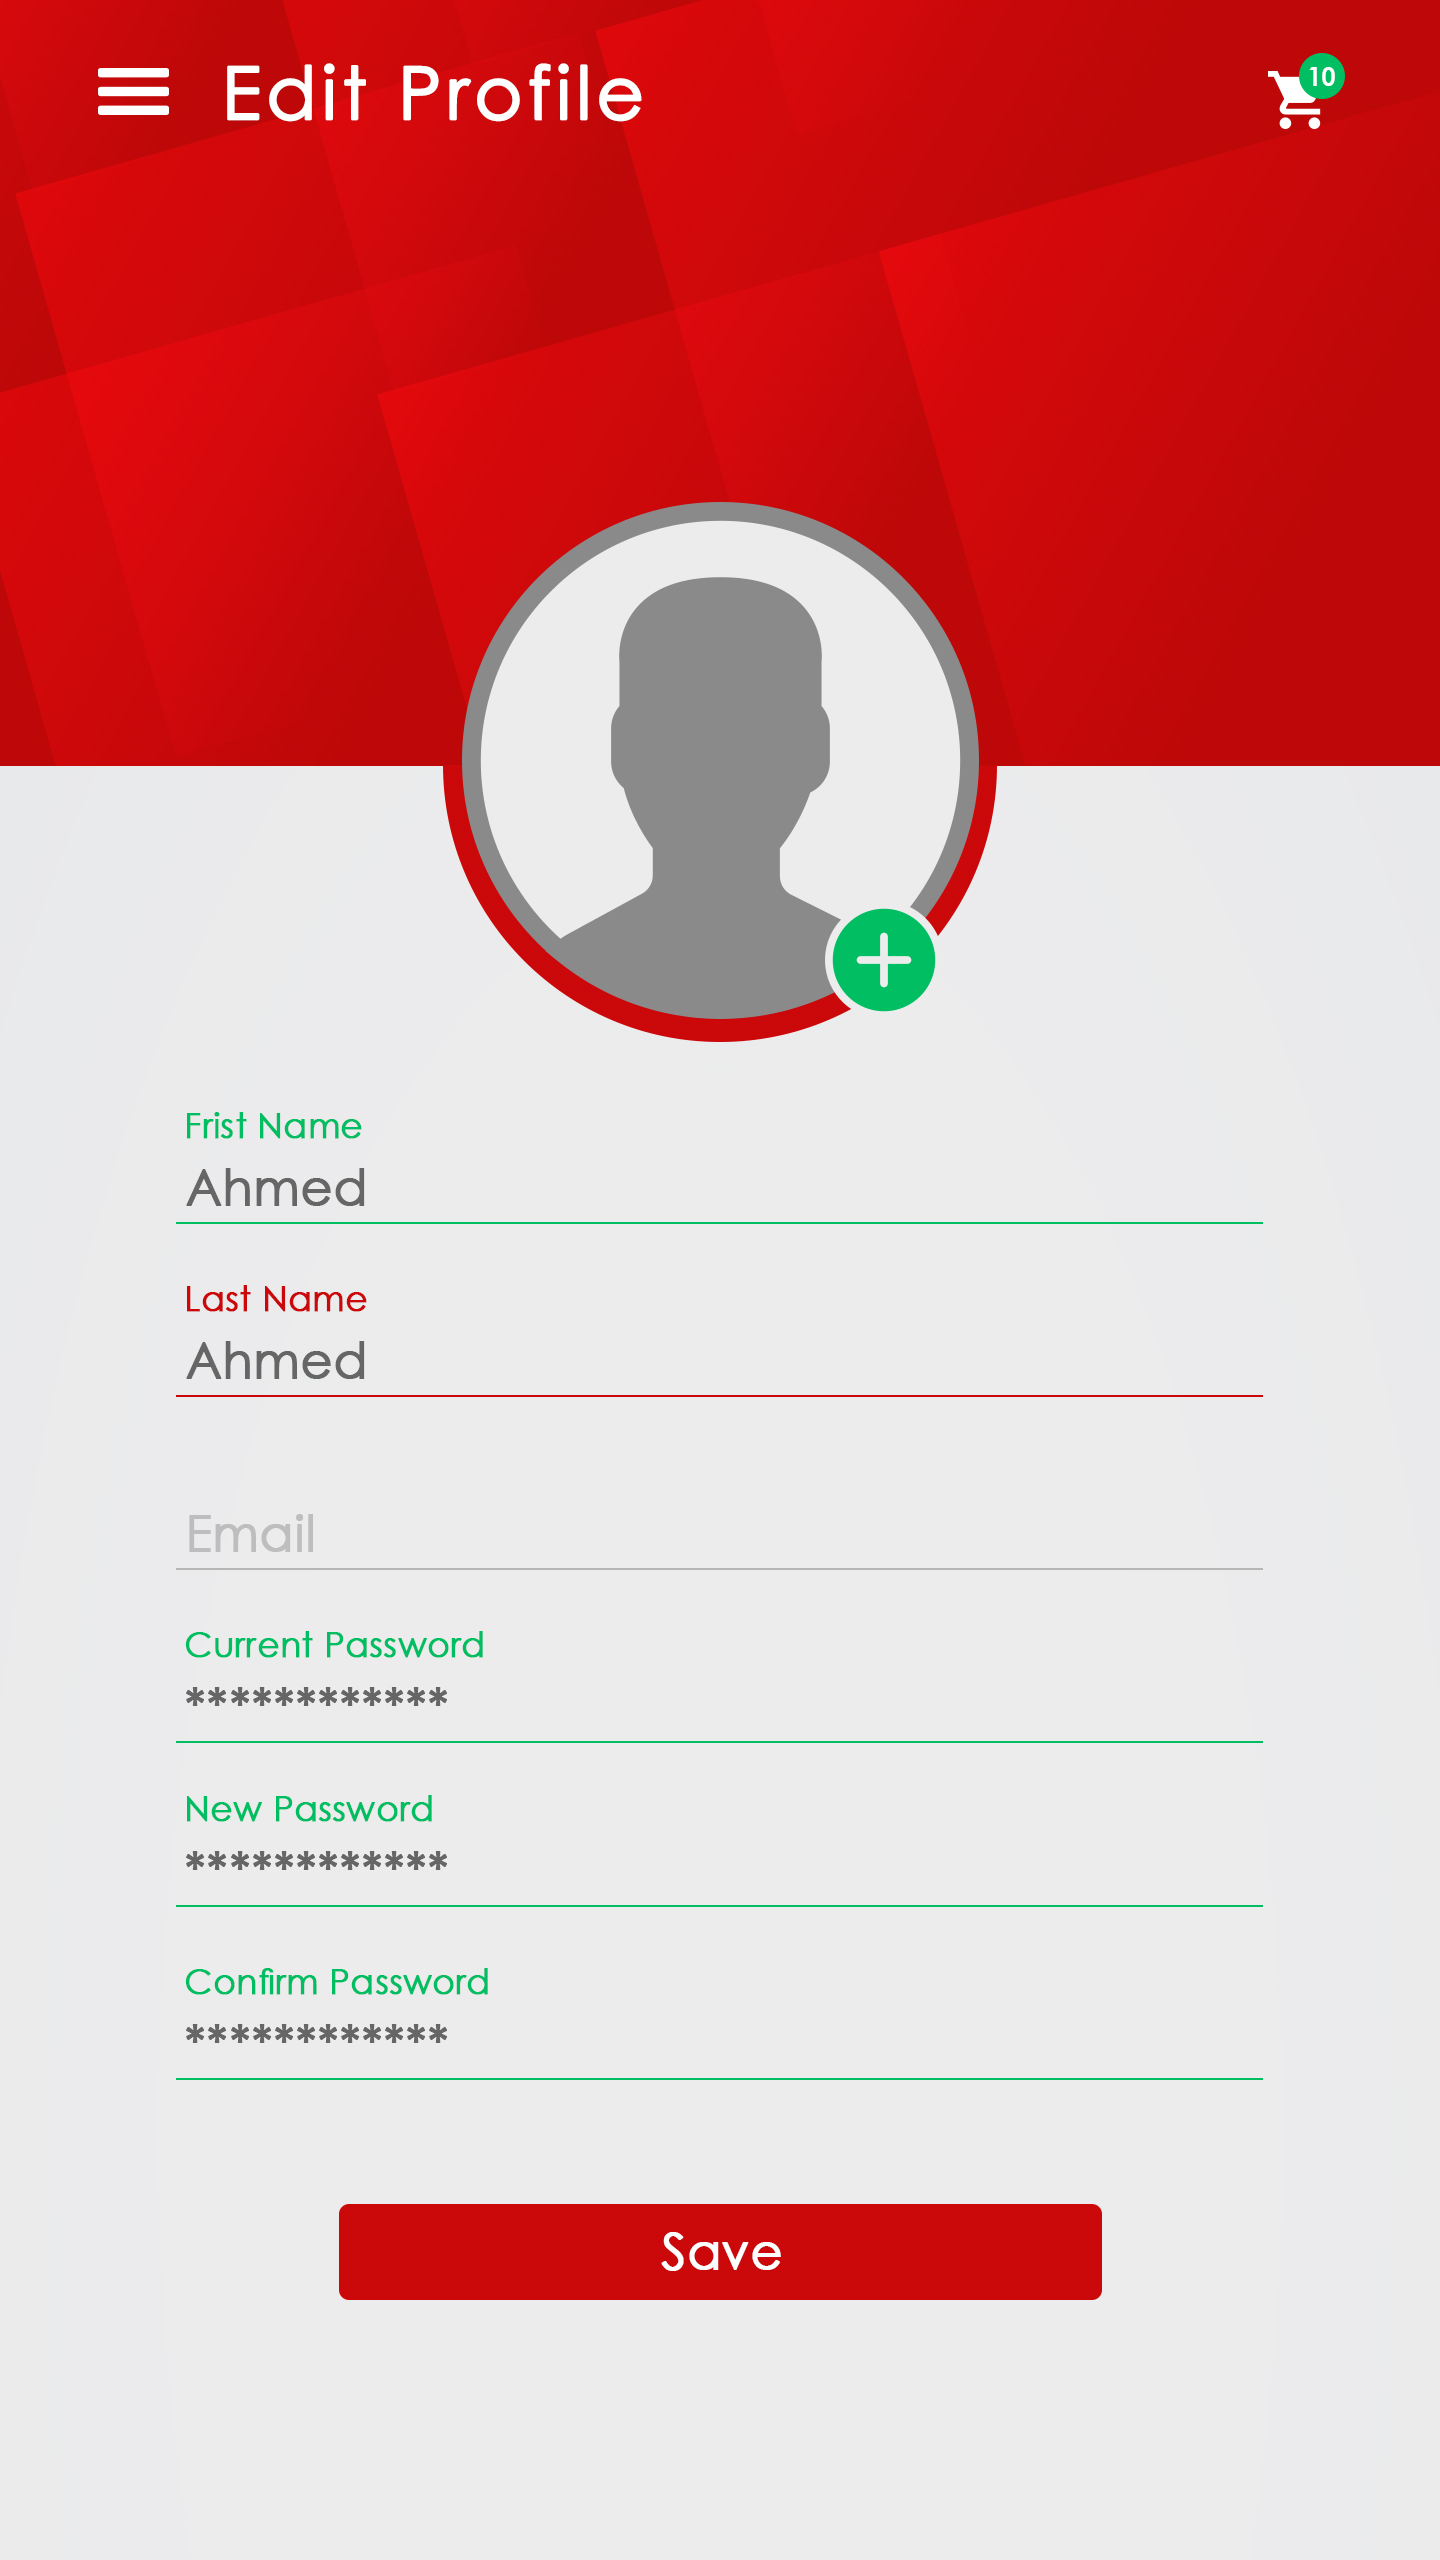 Edit Profile
10
Frist Name
Ahmed
Last Name
Ahmed
Email
Current Password
************
New Password
************
Confirm Password
************
Save